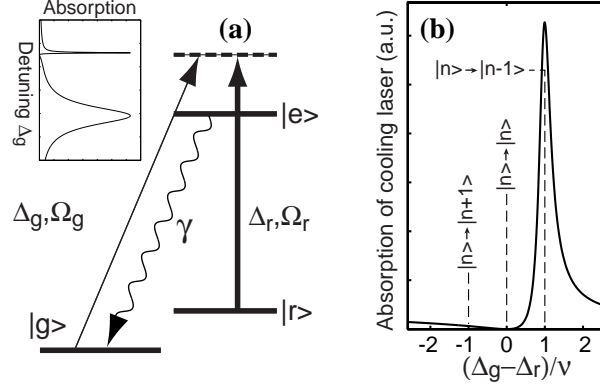 Absorption
Detuning Δg
(a)
|e>
Δg,Ωg
γ
Δr,Ωr
|g>
|r>
(b)
Absorption of cooling laser (a.u.)
|n>→|n-1>
|n>→|n>
|n>→|n+1>
-2 -1 0 1 2
(Δg−Δr)/ν